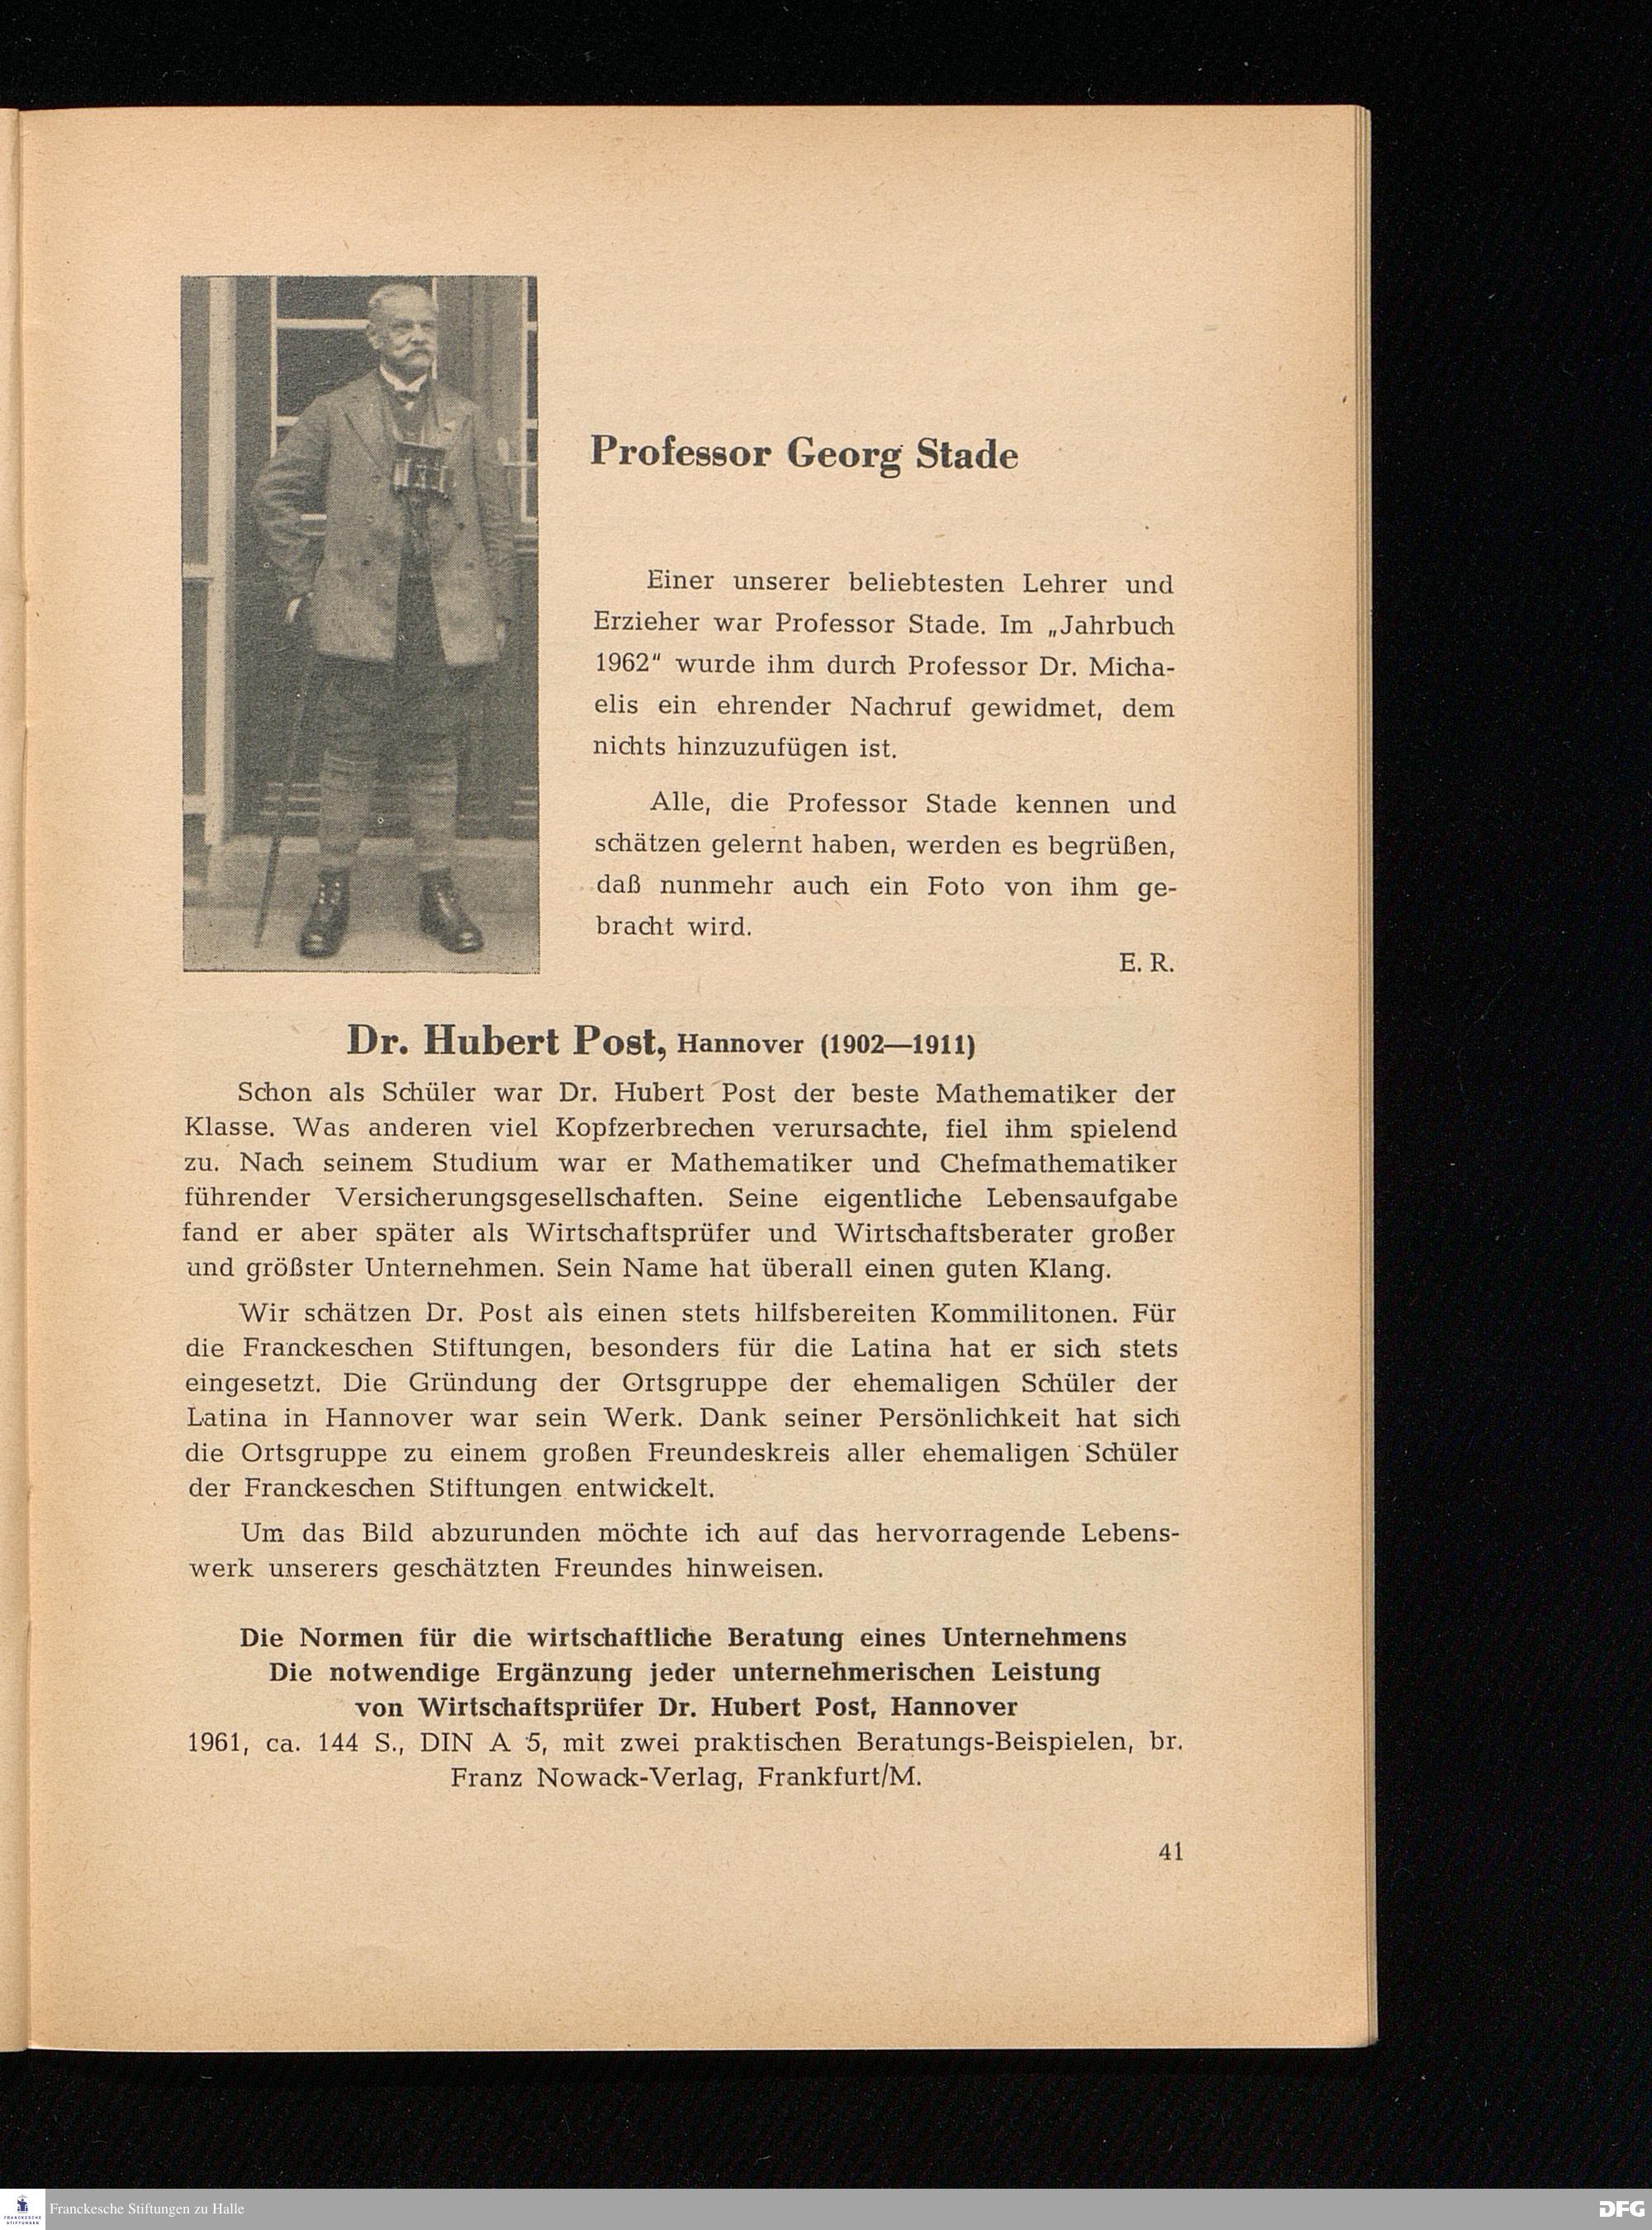 Professor Georg Stade
Einer unserer beliebtesten Lehrer und
Erzieher war Professor Stade. Im „Jahrbuch
1962“ wurde ihm durch Professor Dr. Micha-
elis ein ehrender Nachruf gewidmet, dem
nichts hinzuzufügen ist.
Alle, die Professor Stade kennen und
schätzen gelernt haben, werden es begrüßen,
daß nunmehr auch ein Foto von ihm ge-
bracht wird.
E. R.
Dr. Hubert Post, Hannover (1902—1911)
Schon als Schüler war Dr. Hubert Post der beste Mathematiker der
Klasse. Was anderen viel Kopfzerbrechen verursachte, fiel ihm spielend
zu. Nach seinem Studium war er Mathematiker und Chefmathematiker
führender Versicherungsgesellschaften. Seine eigentliche Lebensaufgabe
fand er aber später als Wirtschaftsprüfer und Wirtschaftsberater großer
und größster Unternehmen. Sein Name hat überall einen guten Klang.
Wir schätzen Dr. Post als einen stets hilfsbereiten Kommilitonen. Für
die Franckeschen Stiftungen, besonders für die Latina hat er sich stets
eingesetzt. Die Gründung der Ortsgruppe der ehemaligen Schüler der
Latina in Hannover war sein Werk. Dank seiner Persönlichkeit hat sich
die Ortsgruppe zu einem großen Freundeskreis aller ehemaligen Schüler
der Franckeschen Stiftungen entwickelt.
Um das Bild abzurunden möchte ich auf das hervorragende Lebens-
werk unserers geschätzten Freundes hinweisen.
Die Normen für die wirtschaftliche Beratung eines Unternehmens
Die notwendige Ergänzung jeder unternehmerischen Leistung
von Wirtschaftsprüfer Dr. Hubert Post, Hannover
1961, ca. 144 S., DIN A 5, mit zwei praktischen Beratungs-Beispielen, br.
Franz Nowack-Verlag, Frankfurt/M.
41
FRANCKESCHE
STIFTUNGEN
Franckesche Stiftungen zu Halle
DFG